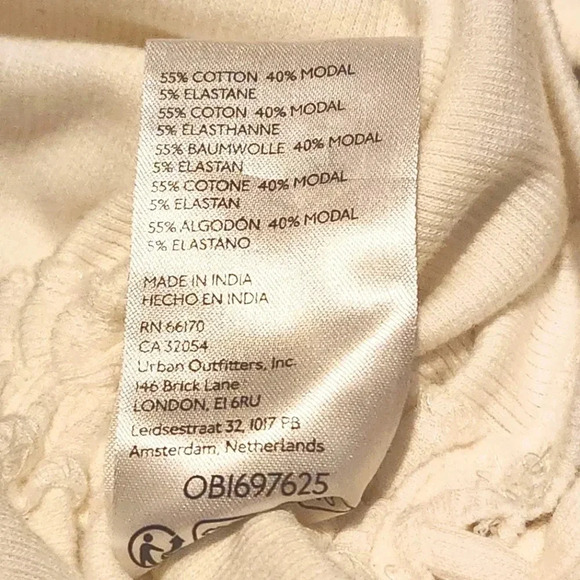 55% COTTON 40% MODAL
5% ELASTANE
55% COTON 40% MODAL
5% ELASTHANNE
55% BAUMWOLLE 40% MODAL
5% ELASTAN
55% COTONE 40% MODAL
5% ELASTAN
55% ALGODÓN 40% MODAL
5% ELASTANO
MADE IN INDIA
HECHO EN INDIA
RN 66170
CA 32054
Urban Outfitters, Inc.
146 Brick Lane
LONDON, E1 6RU
Leidsestraat 32, 1017 PB
Amsterdam, Netherlands
OBI697625